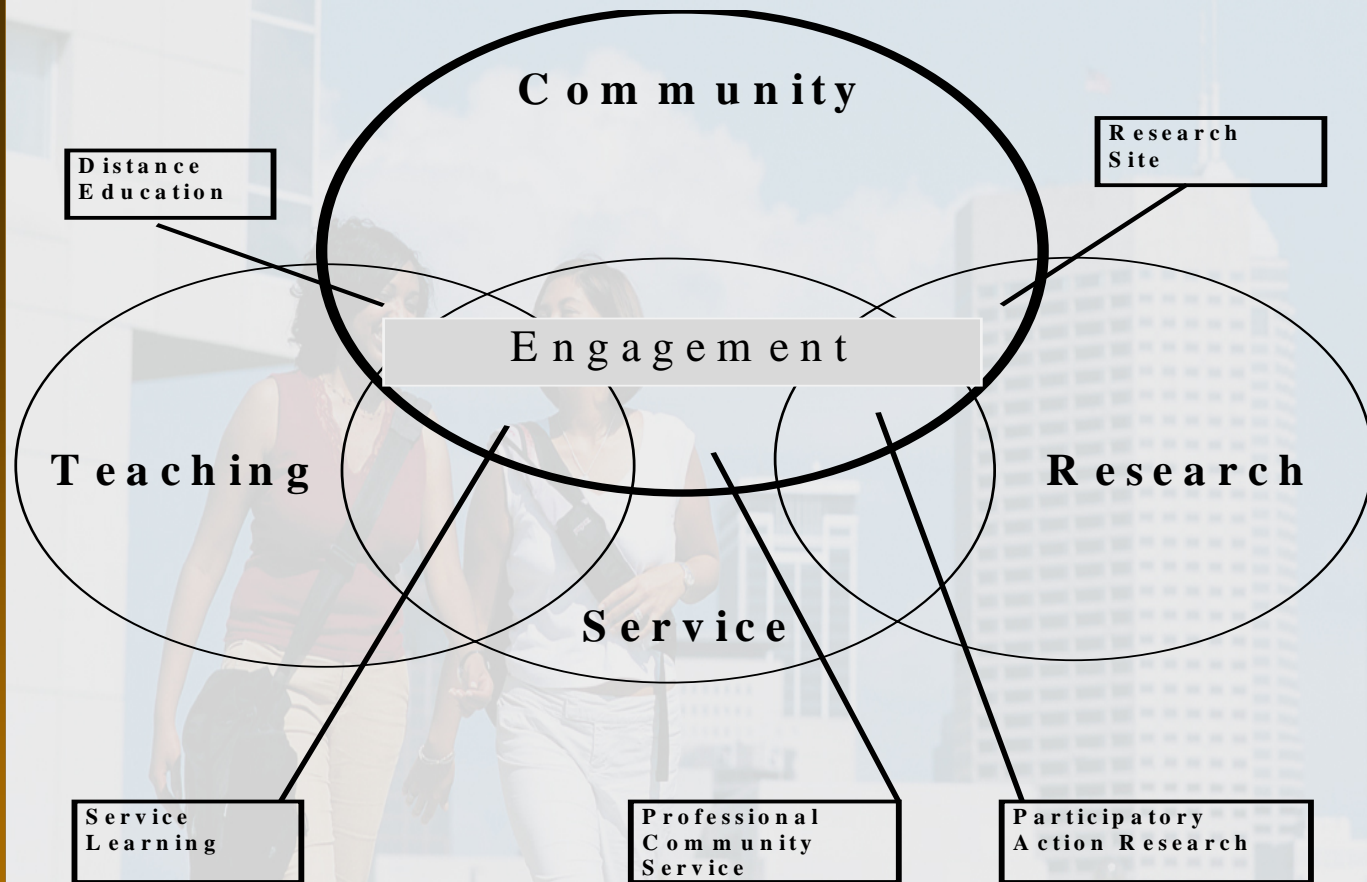 Community
Distance
Education
Research
Site
Engagement
Teaching
Research
Service
Service
Learning
Professional
Community
Service
Participatory
Action Research